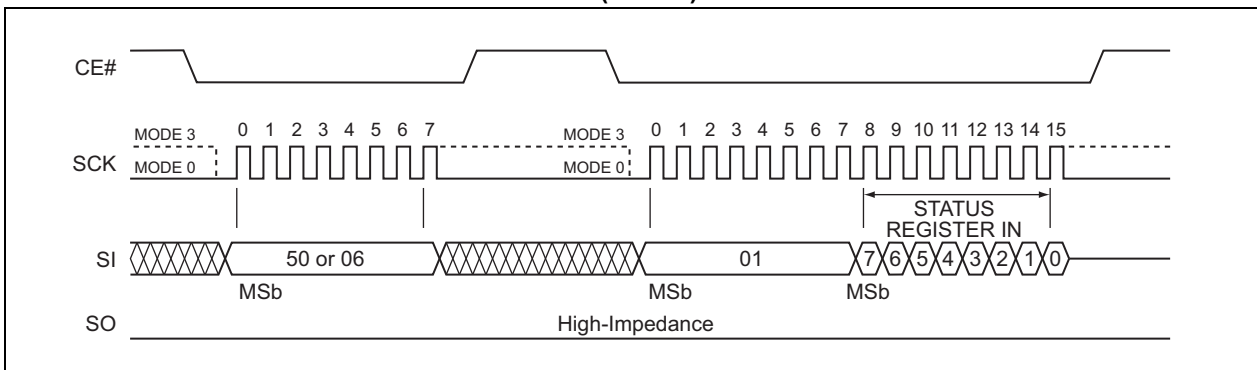 CE#
MODE 3 0 1 2 3 4 5 6 7 MODE 3 0 1 2 3 4 5 6 7 8 9 10 11 12 13 14 15
SCK MODE 0 MODE 0
STATUS
REGISTER IN
SI 50 or 06 01 7 6 5 4 3 2 1 0
MSb MSb MSb
SO High-Impedance